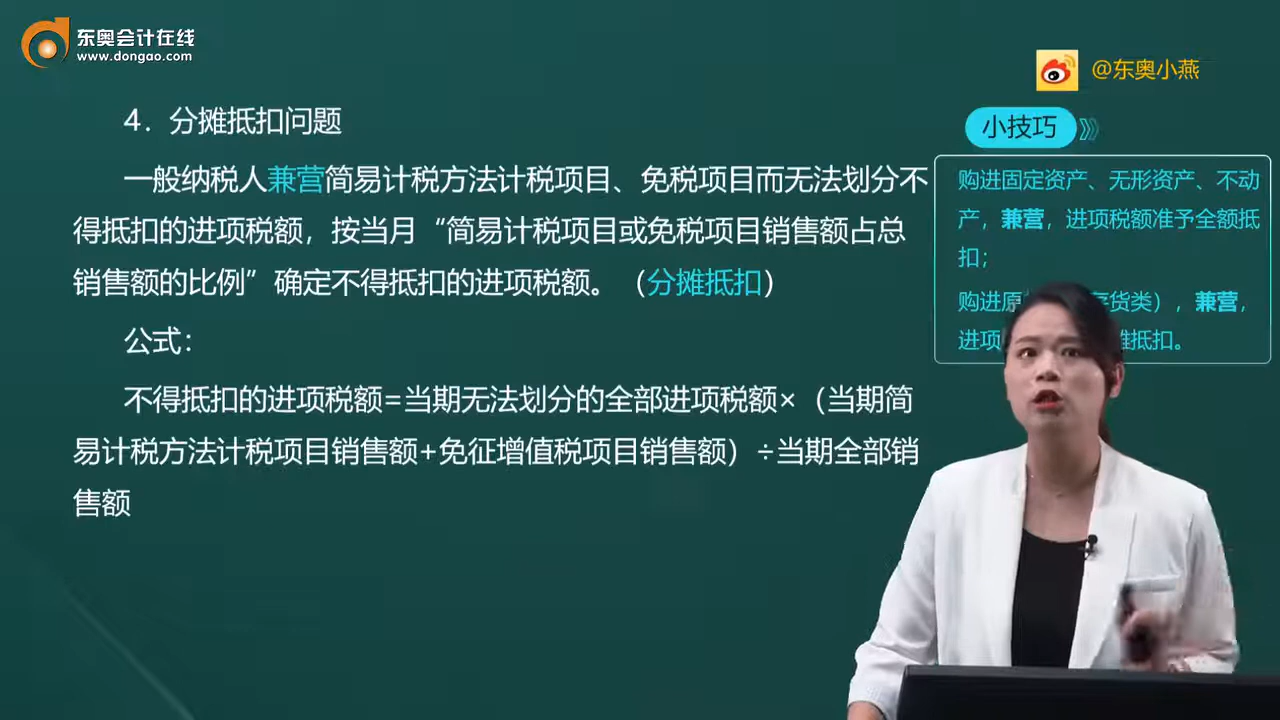 东奥会计在线
www.dongao.com
@东奥小燕
4．分摊抵扣问题
一般纳税人兼营简易计税方法计税项目、免税项目而无法划分不
得抵扣的进项税额，按当月“简易计税项目或免税项目销售额占总
销售额的比例”确定不得抵扣的进项税额。（分摊抵扣）
公式：
不得抵扣的进项税额=当期无法划分的全部进项税额×（当期简
易计税方法计税项目销售额+免征增值税项目销售额）÷当期全部销
售额
小技巧
购进固定资产、无形资产、不动
产，兼营，进项税额准予全额抵
扣；
购进原 存货类），兼营，
进项 抵扣。